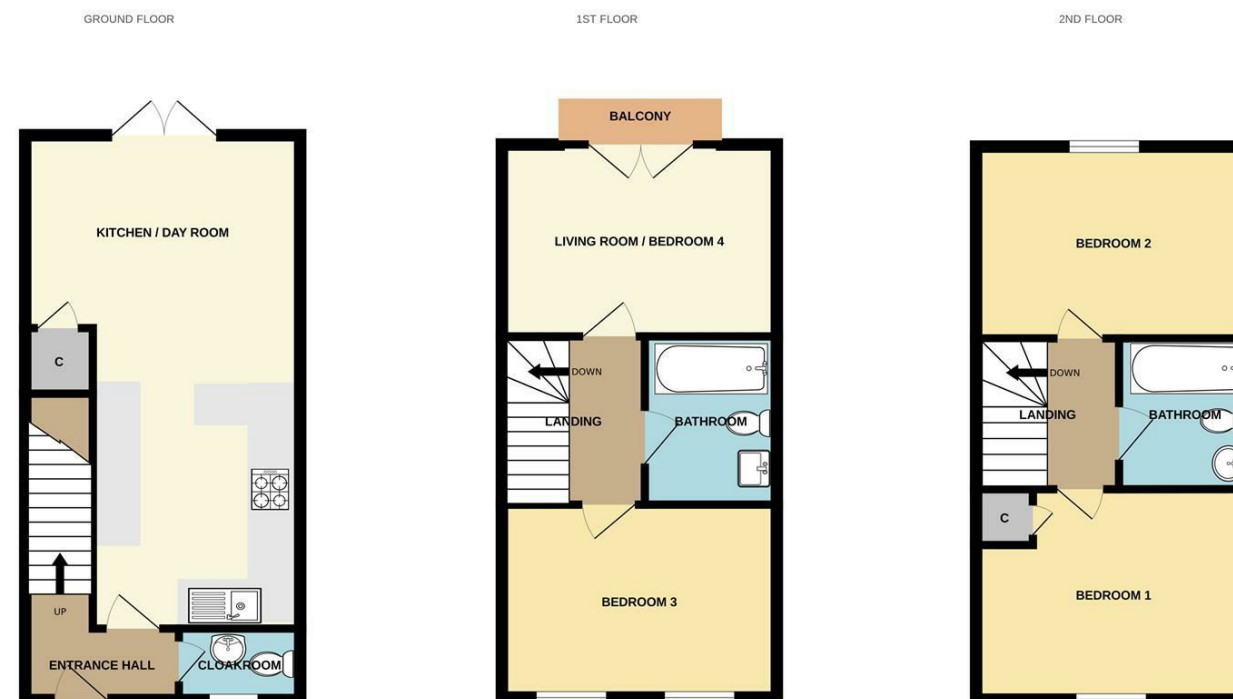 GROUND FLOOR
KITCHEN / DAY ROOM
C
UP
ENTRANCE HALL
CLOAKROOM
1ST FLOOR
BALCONY
LIVING ROOM / BEDROOM 4
DOWN
LANDING
BATHROOM
BEDROOM 3
2ND FLOOR
BEDROOM 2
DOWN
LANDING
BATHROOM
C
BEDROOM 1